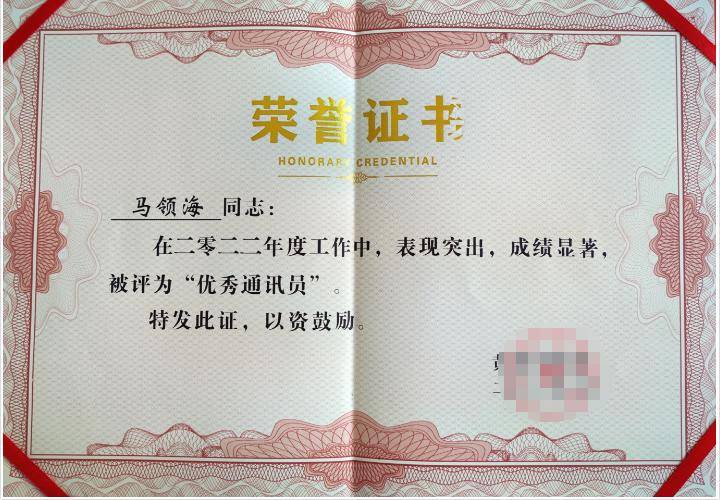 荣誉证书
HONORARY CREDENTIAL
马领海同志：
在二零二二年度工作中，表现突出，成绩显著，
被评为“优秀通讯员”。
特发此证，以资鼓励。